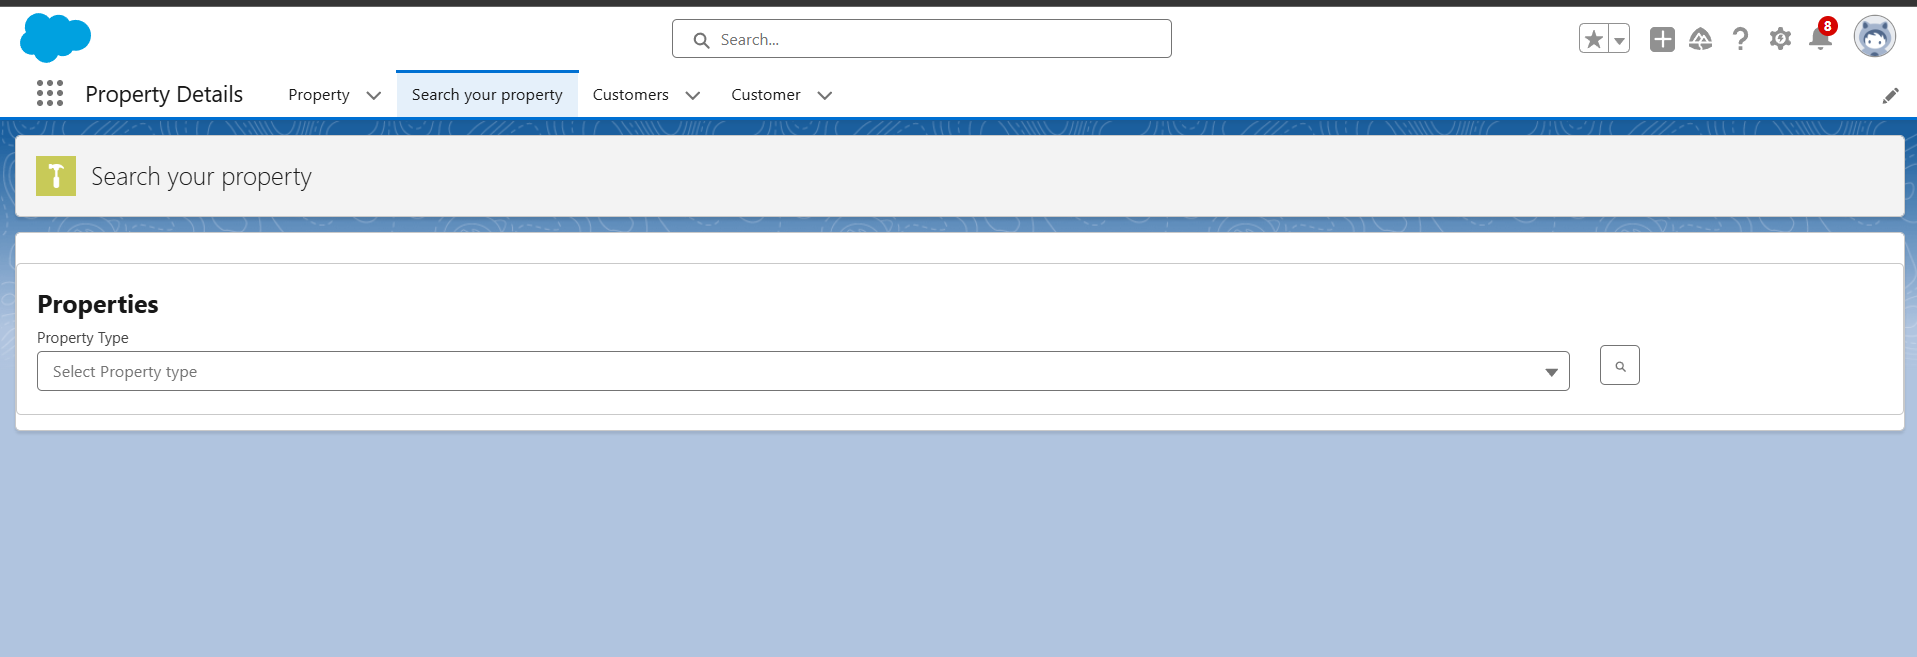 Search...
8
Property Details
Property
Search your property
Customers
Customer
Search your property
Properties
Property Type
Select Property type